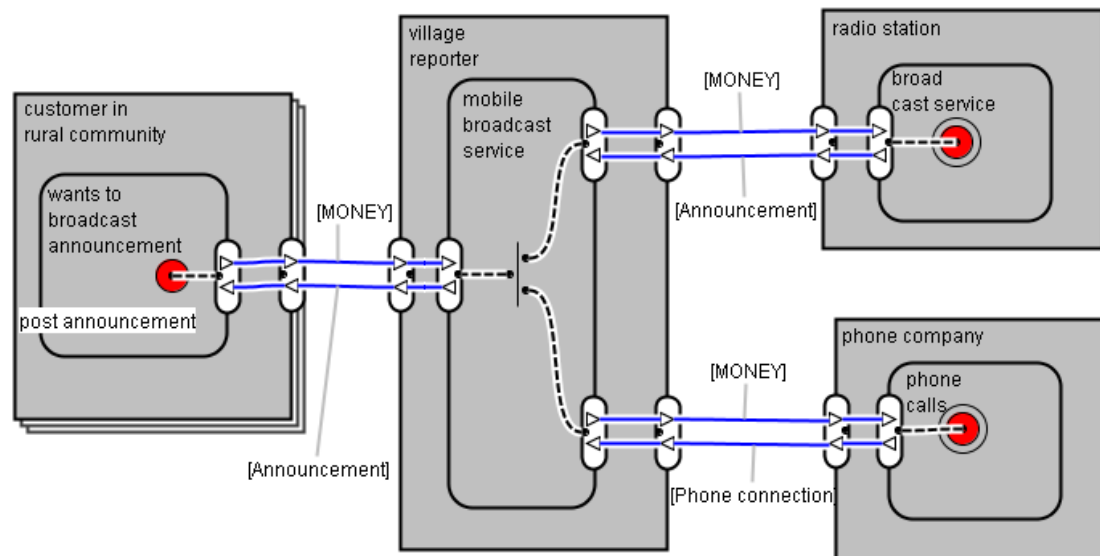 customer in
rural community
wants to
broadcast
announcement
post announcement
[MONEY]
[Announcement]
village
reporter
mobile
broadcast
service
[MONEY]
[Announcement]
radio station
broad
cast service
[MONEY]
[Phone connection]
phone company
phone
calls